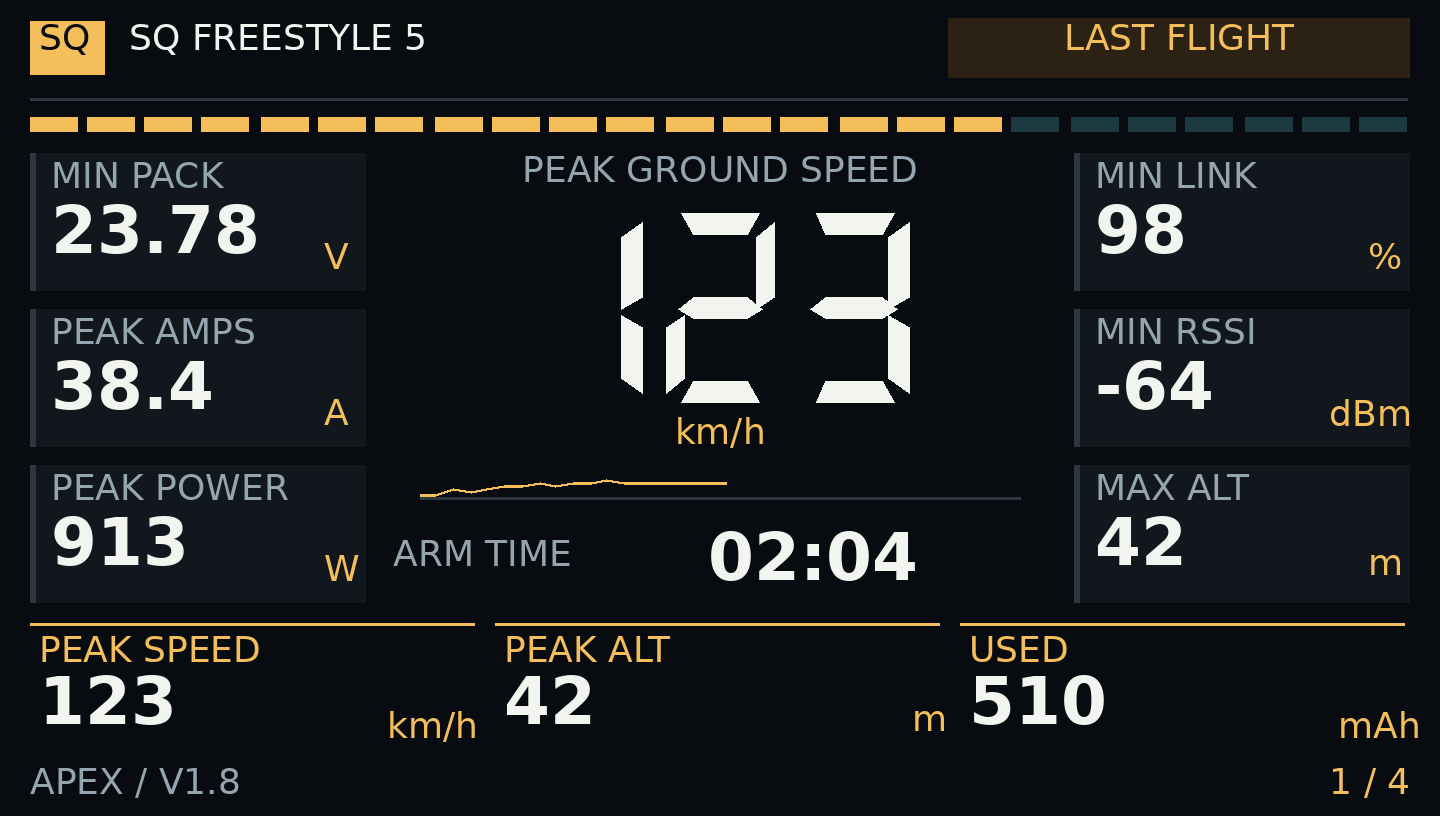 SQ
SQ FREESTYLE 5
LAST FLIGHT
MIN PACK
23.78 V
PEAK AMPS
38.4 A
PEAK POWER
913 W
PEAK GROUND SPEED
123
km/h
ARM TIME 02:04
MIN LINK
98 %
MIN RSSI
-64 dBm
MAX ALT
42 m
PEAK SPEED
123 km/h
PEAK ALT
42 m
USED
510 mAh
APEX / V1.8
1 / 4